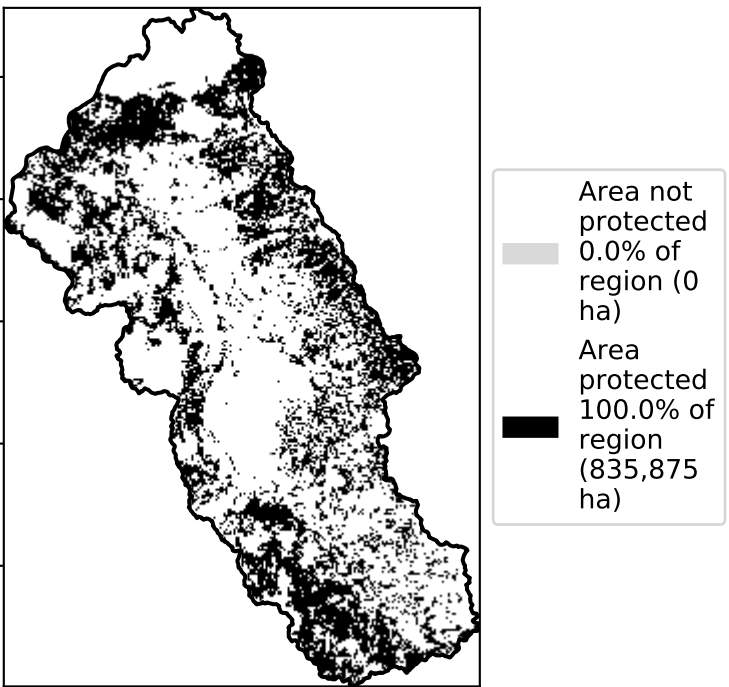 Area not
protected
0.0% of
region (0
ha)
Area
protected
100.0% of
region
(835,875
ha)